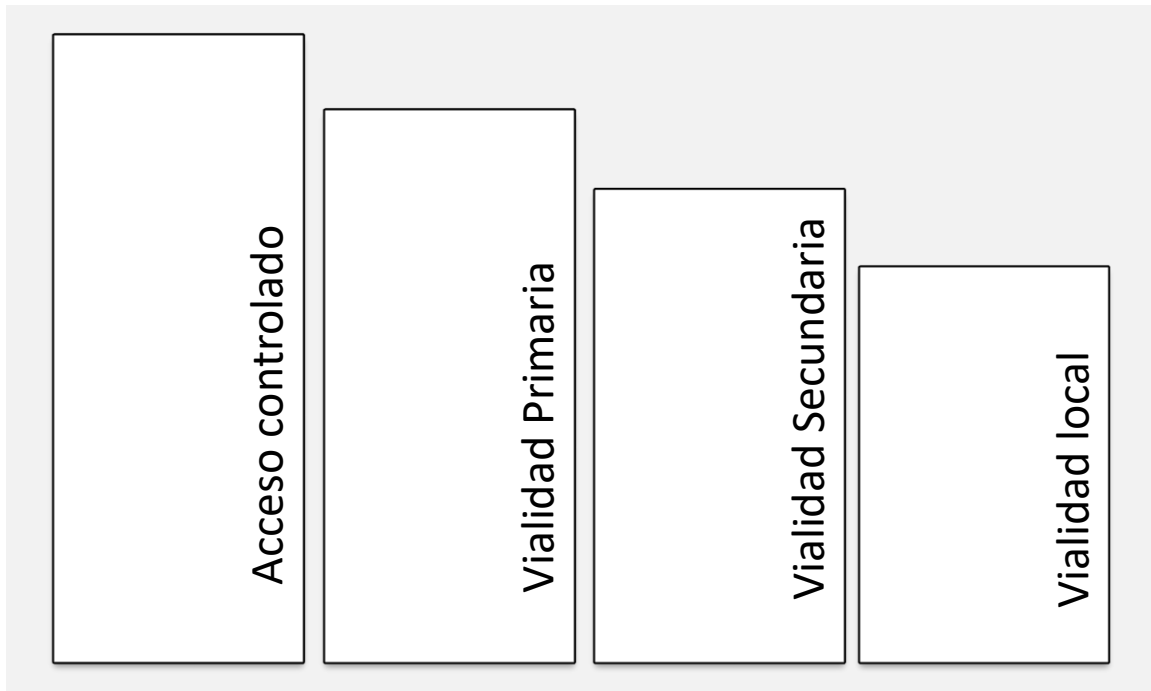 Acceso controlado
Vialidad Primaria
Vialidad Secundaria
Vialidad local